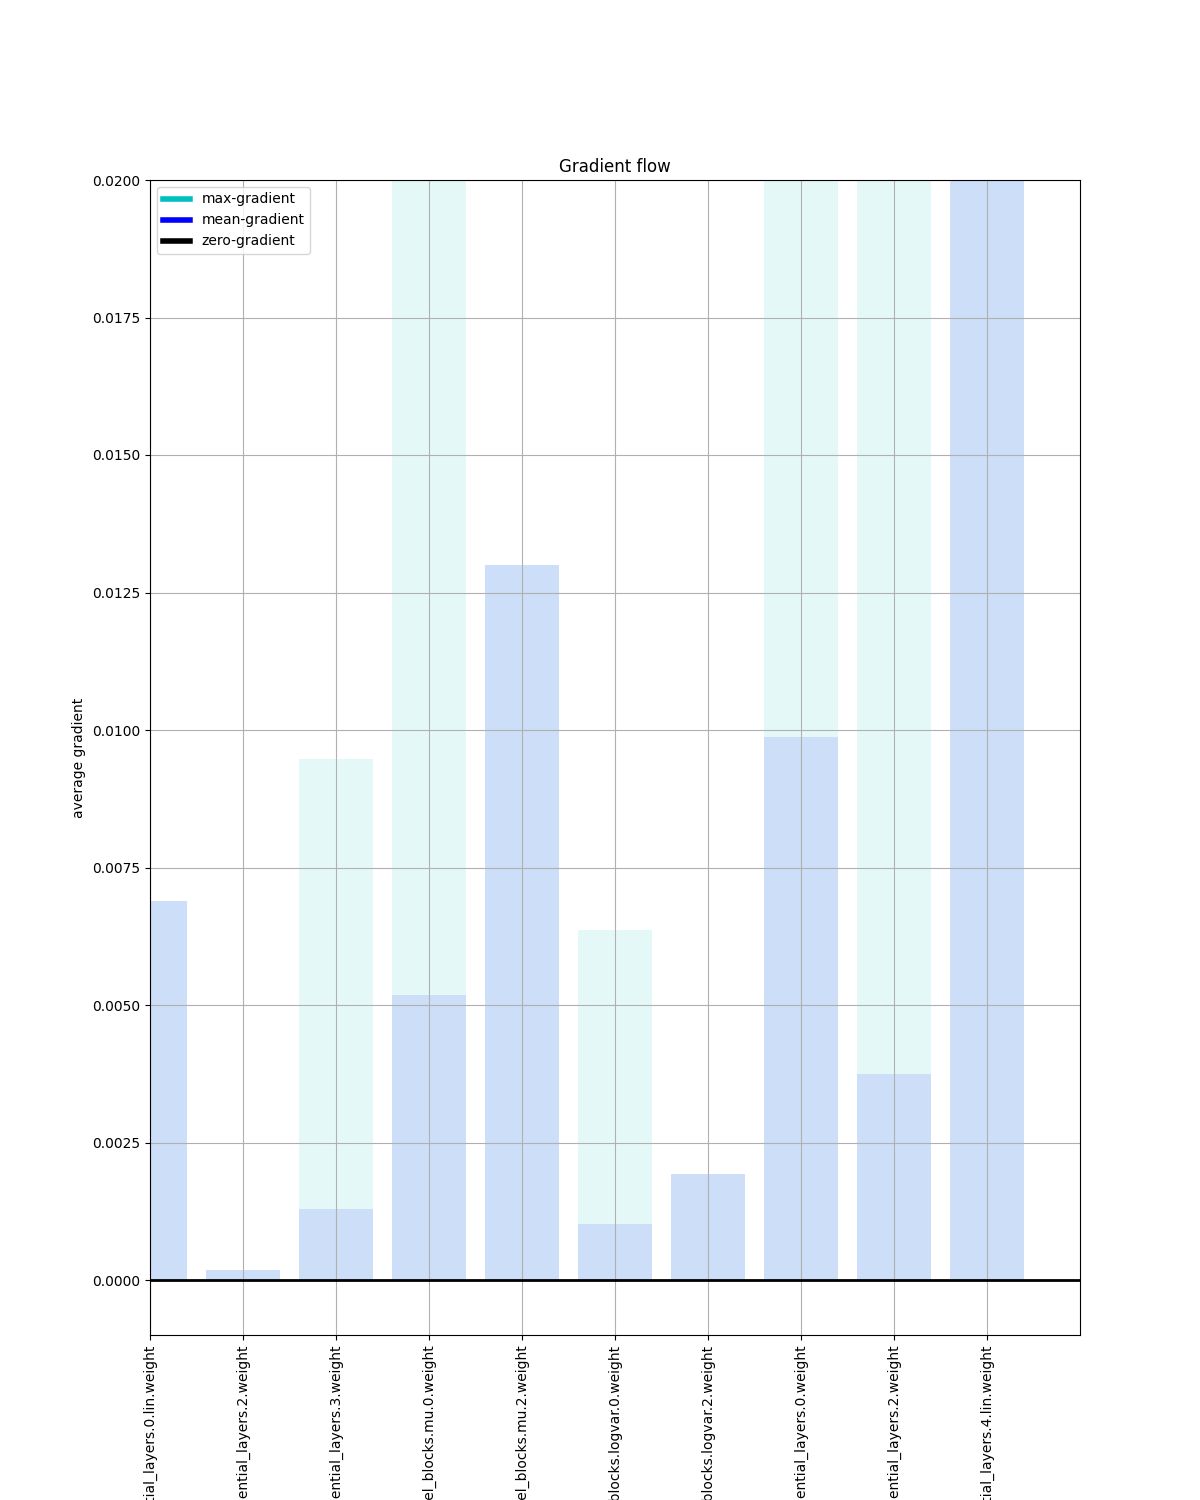 Gradient flow
max-gradient
mean-gradient
zero-gradient
average gradient
0.0200
0.0175
0.0150
0.0125
0.0100
0.0075
0.0050
0.0025
0.0000
tial_layers.0.lin.weight
ential_layers.2.weight
ential_layers.3.weight
el_blocks.mu.0.weight
el_blocks.mu.2.weight
blocks.logvar.0.weight
blocks.logvar.2.weight
ential_layers.0.weight
ential_layers.2.weight
tial_layers.4.lin.weight